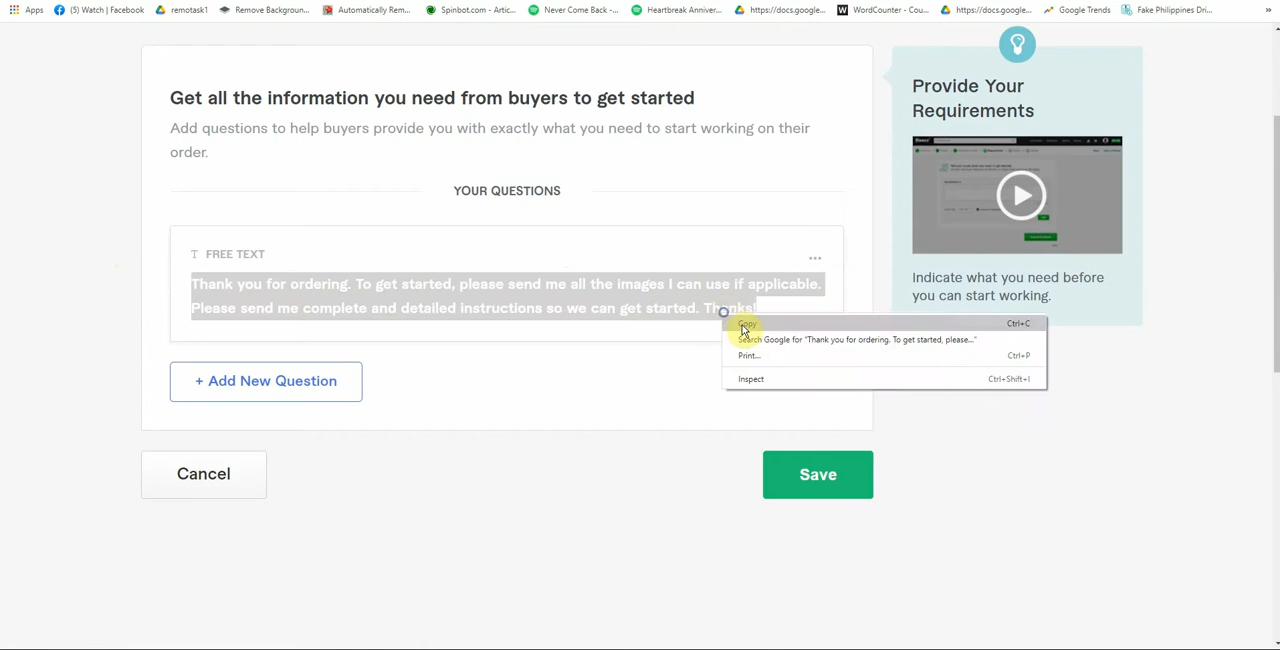 Apps
(5) Watch | Facebook
remotask1
Remove Backgroun...
Automatically Rem...
Spinbot.com - Artic...
Never Come Back -...
Heartbreak Anniver...
https://docs.google...
WordCounter - Cou...
https://docs.google...
Google Trends
Fake Philippines Dri...
»
Get all the information you need from buyers to get started
Add questions to help buyers provide you with exactly what you need to start working on their
order.
YOUR QUESTIONS
T FREE TEXT
...
Thank you for ordering. To get started, please send me all the images I can use if applicable.
Please send me complete and detailed instructions so we can get started. Thanks!
Copy Ctrl+C
Search Google for "Thank you for ordering. To get started, please..."
Print... Ctrl+P
Inspect Ctrl+Shift+I
+ Add New Question
Cancel
Save
Provide Your
Requirements
Indicate what you need before
you can start working.